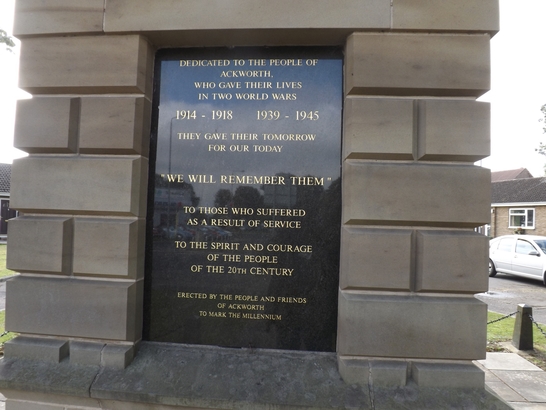 DEDICATED TO THE PEOPLE OF
ACKWORTH,
WHO GAVE THEIR LIVES
IN TWO WORLD WARS
1914 - 1918 1939 - 1945
THEY GAVE THEIR TOMORROW
FOR OUR TODAY
"WE WILL REMEMBER THEM"
TO THOSE WHO SUFFERED
AS A RESULT OF SERVICE
TO THE SPIRIT AND COURAGE
OF THE PEOPLE
OF THE 20TH CENTURY
ERECTED BY THE PEOPLE AND FRIENDS
OF ACKWORTH
TO MARK THE MILLENNIUM